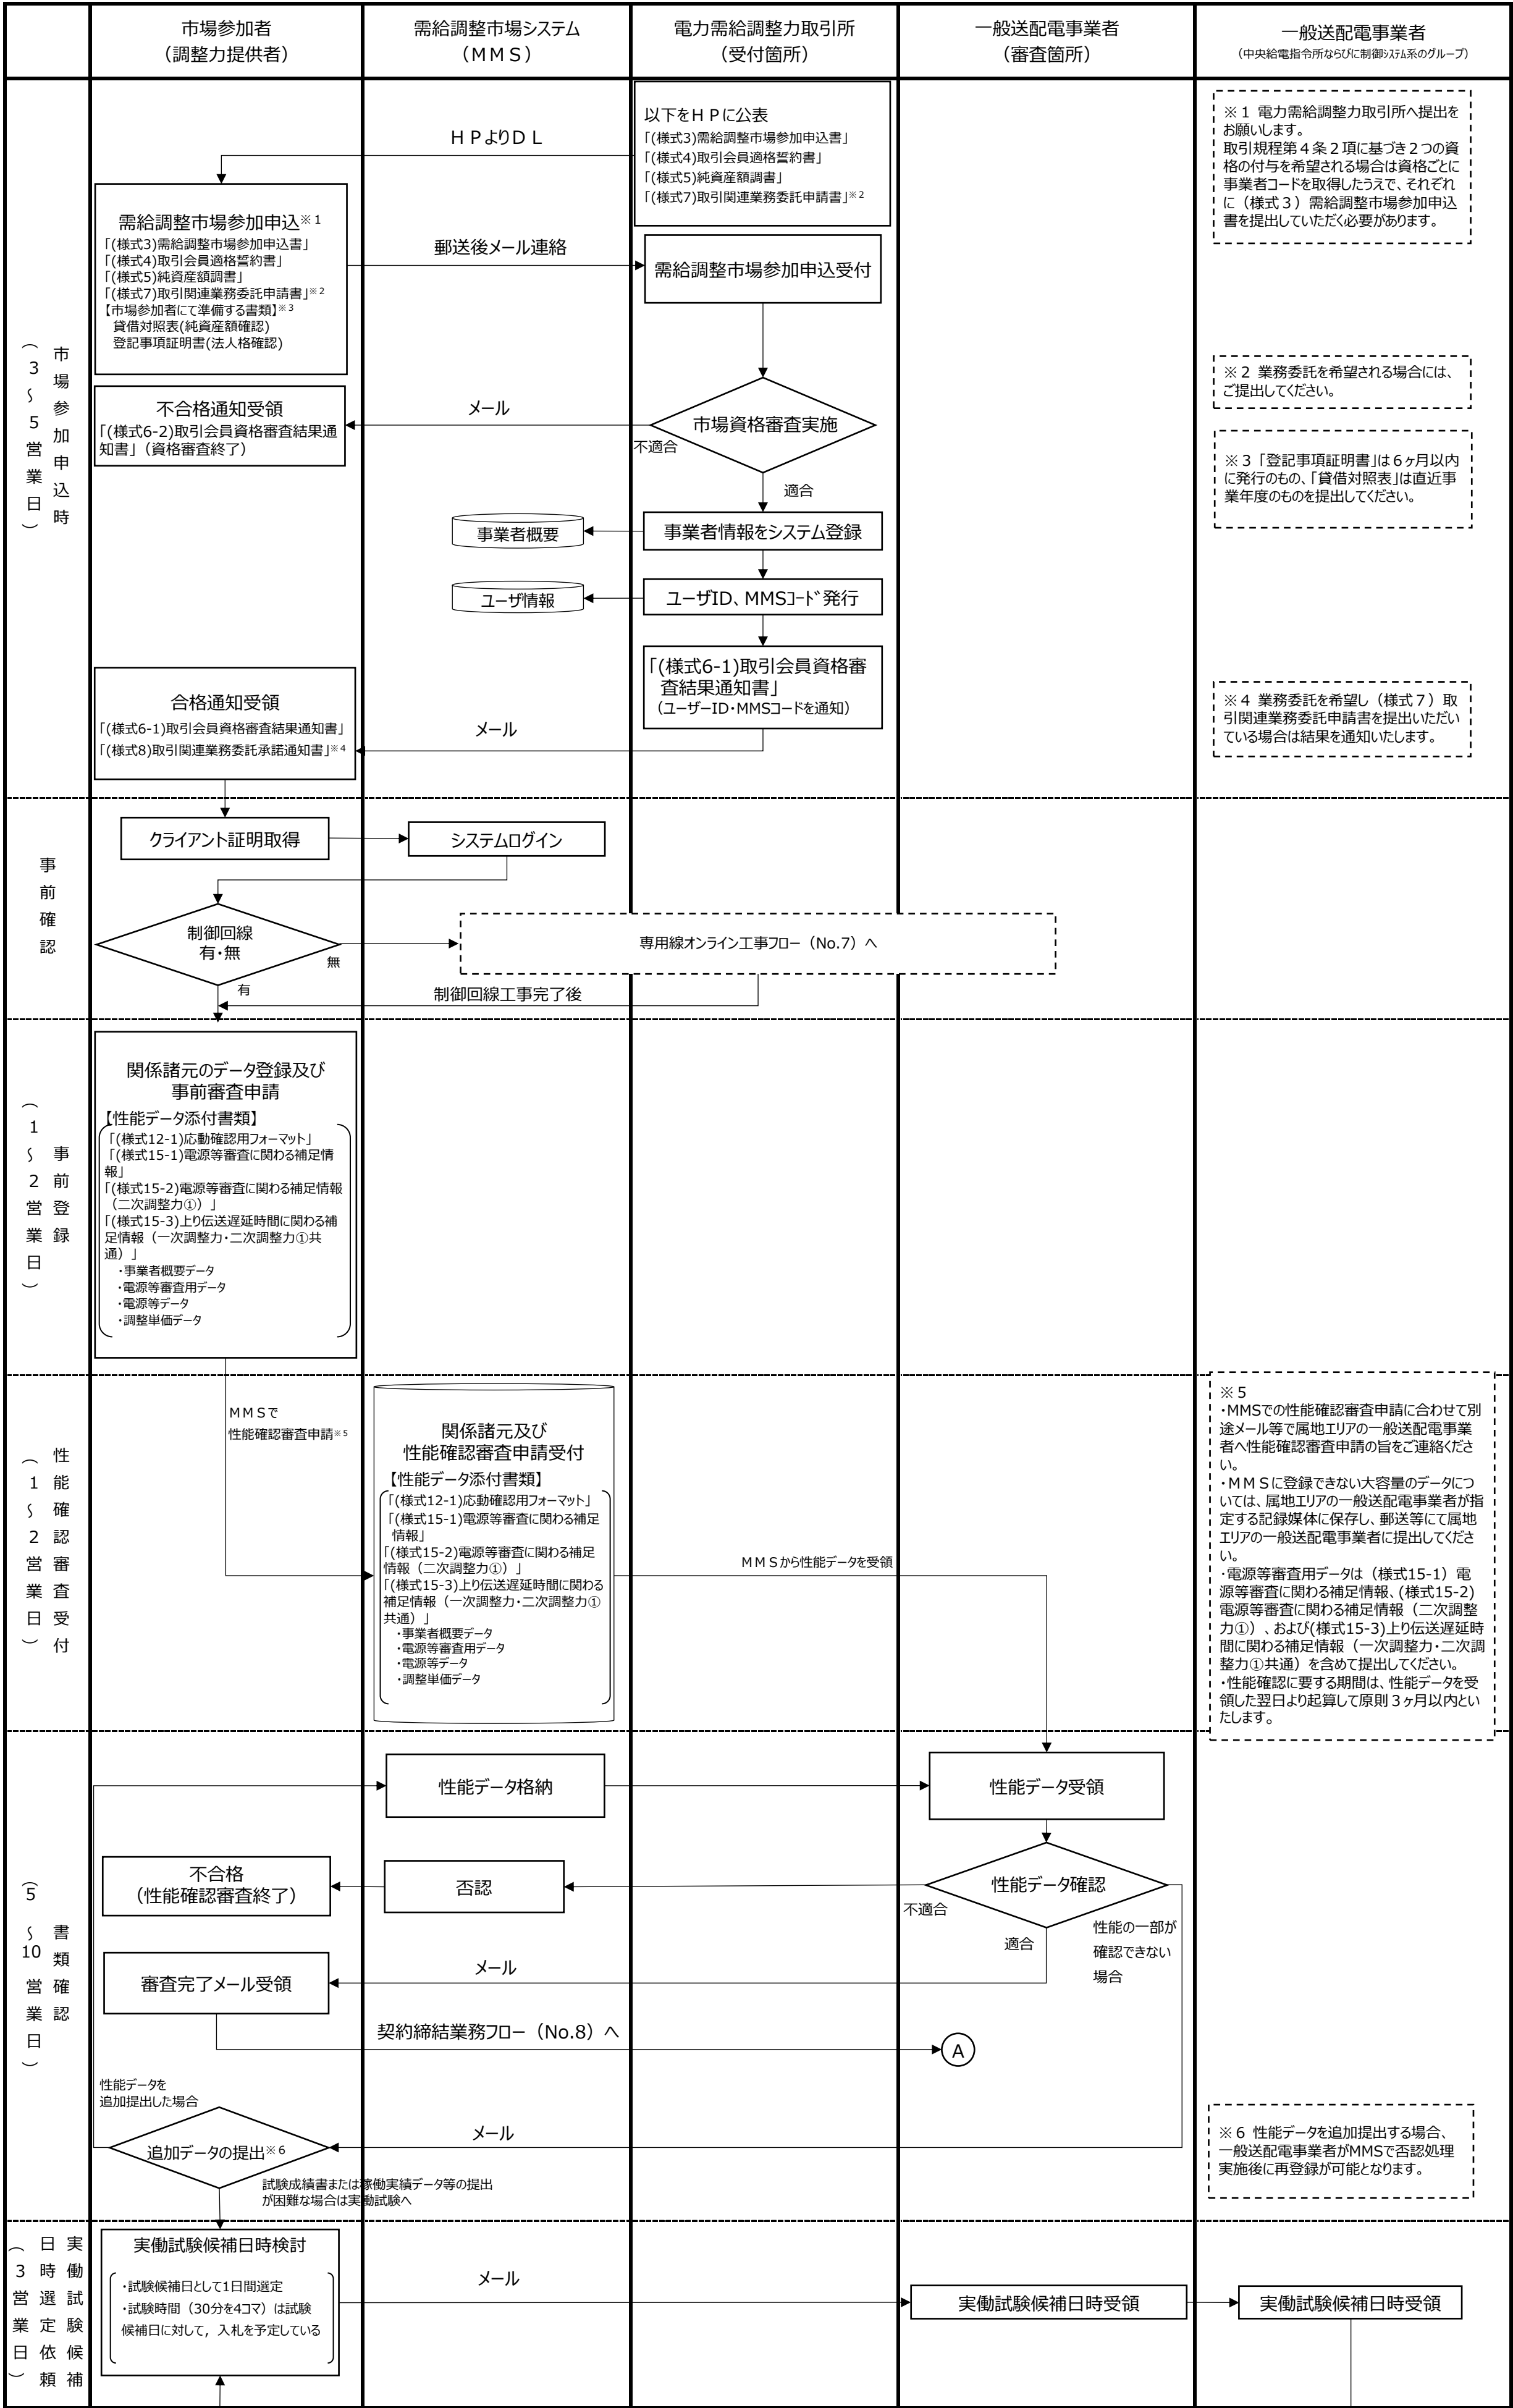 市場参加者
（調整力提供者）
需給調整市場システム
（ＭＭＳ）
電力需給調整力取引所
（受付箇所）
一般送配電事業者
（審査箇所）
一般送配電事業者
（中央給電指令所ならびに制御システム系のグループ）
市場参加申込時
（3～5営業日）
以下をＨＰに公表
「(様式3)需給調整市場参加申込書」
「(様式4)取引会員適格誓約書」
「(様式5)純資産額調書」
「(様式7)取引関連業務委託申請書」※2
ＨＰよりＤＬ
※１ 電力需給調整力取引所へ提出を
お願いします。
取引規程第４条２項に基づき２つの資
格の付与を希望される場合は資格ごとに
事業者コードを取得したうえで、それぞれ
に（様式３）需給調整市場参加申込
書を提出していただく必要があります。
需給調整市場参加申込※1
「(様式3)需給調整市場参加申込書」
「(様式4)取引会員適格誓約書」
「(様式5)純資産額調書」
「(様式7)取引関連業務委託申請書」※2
【市場参加者にて準備する書類】※3
貸借対照表(純資産額確認)
登記事項証明書(法人格確認)
郵送後メール連絡
需給調整市場参加申込受付
※２ 業務委託を希望される場合には、
ご提出してください。
不合格通知受領
「(様式6-2)取引会員資格審査結果通
知書」（資格審査終了）
メール
市場資格審査実施
不適合
適合
※３「登記事項証明書」は６ヶ月以内
に発行のもの、「貸借対照表」は直近事
業年度のものを提出してください。
事業者概要
事業者情報をシステム登録
ユーザ情報
ユーザID、MMSｺｰﾄﾞ発行
「(様式6-1)取引会員資格審
査結果通知書」
（ユーザーID・MMSコードを通知）
合格通知受領
「(様式6-1)取引会員資格審査結果通知書」
「(様式8)取引関連業務委託承諾通知書」※4
メール
※４ 業務委託を希望し（様式７）取
引関連業務委託申請書を提出いただい
ている場合は結果を通知いたします。
事前確認
クライアント証明取得
システムログイン
制御回線
有・無
無
有
専用線オンライン工事フロー（No.7）へ
制御回線工事完了後
事前登録
（1～2営業日）
関係諸元のデータ登録及び
事前審査申請
【性能データ添付書類】
「(様式12-1)応動確認用フォーマット」
「(様式15-1)電源等審査に関わる補足情
報」
「(様式15-2)電源等審査に関わる補足情報
（二次調整力①）」
「(様式15-3)上り伝送遅延時間に関わる補
足情報（一次調整力・二次調整力①共
通）」
・事業者概要データ
・電源等審査用データ
・電源等データ
・調整単価データ
性能確認審査受付
（1～2営業日）
ＭＭＳで
性能確認審査申請※5
関係諸元及び
性能確認審査申請受付
【性能データ添付書類】
「(様式12-1)応動確認用フォーマット」
「(様式15-1)電源等審査に関わる補足
情報」
「(様式15-2)電源等審査に関わる補足
情報（二次調整力①）」
「(様式15-3)上り伝送遅延時間に関わる
補足情報（一次調整力・二次調整力①
共通）」
・事業者概要データ
・電源等審査用データ
・電源等データ
・調整単価データ
ＭＭＳから性能データを受領
※５
・MMSでの性能確認審査申請に合わせて別
途メール等で属地エリアの一般送配電事業
者へ性能確認審査申請の旨をご連絡くださ
い。
・ＭＭＳに登録できない大容量のデータにつ
いては、属地エリアの一般送配電事業者が指
定する記録媒体に保存し、郵送等にて属地
エリアの一般送配電事業者に提出してくださ
い。
・電源等審査用データは（様式15-1）電
源等審査に関わる補足情報、(様式15-2)
電源等審査に関わる補足情報（二次調整
力①）、および(様式15-3)上り伝送遅延時
間に関わる補足情報（一次調整力・二次調
整力①共通）を含めて提出してください。
・性能確認に要する期間は、性能データを受
領した翌日より起算して原則３ヶ月以内とい
たします。
書類確認
（5～10営業日）
性能データ格納
性能データ受領
不合格
（性能確認審査終了）
否認
性能データ確認
不適合
適合
性能の一部が
確認できない
場合
審査完了メール受領
メール
契約締結業務フロー（No.8）へ
A
性能データを
追加提出した場合
追加データの提出※6
メール
試験成績書または稼働実績データ等の提出
が困難な場合は実働試験へ
※６ 性能データを追加提出する場合、
一般送配電事業者がMMSで否認処理
実施後に再登録が可能となります。
実働試験候補
日時選定依頼
（3営業日）
実働試験候補日時検討
・試験候補日として1日間選定
・試験時間（30分を4コマ）は試験
候補日に対して，入札を予定している
メール
実働試験候補日時受領
実働試験候補日時受領